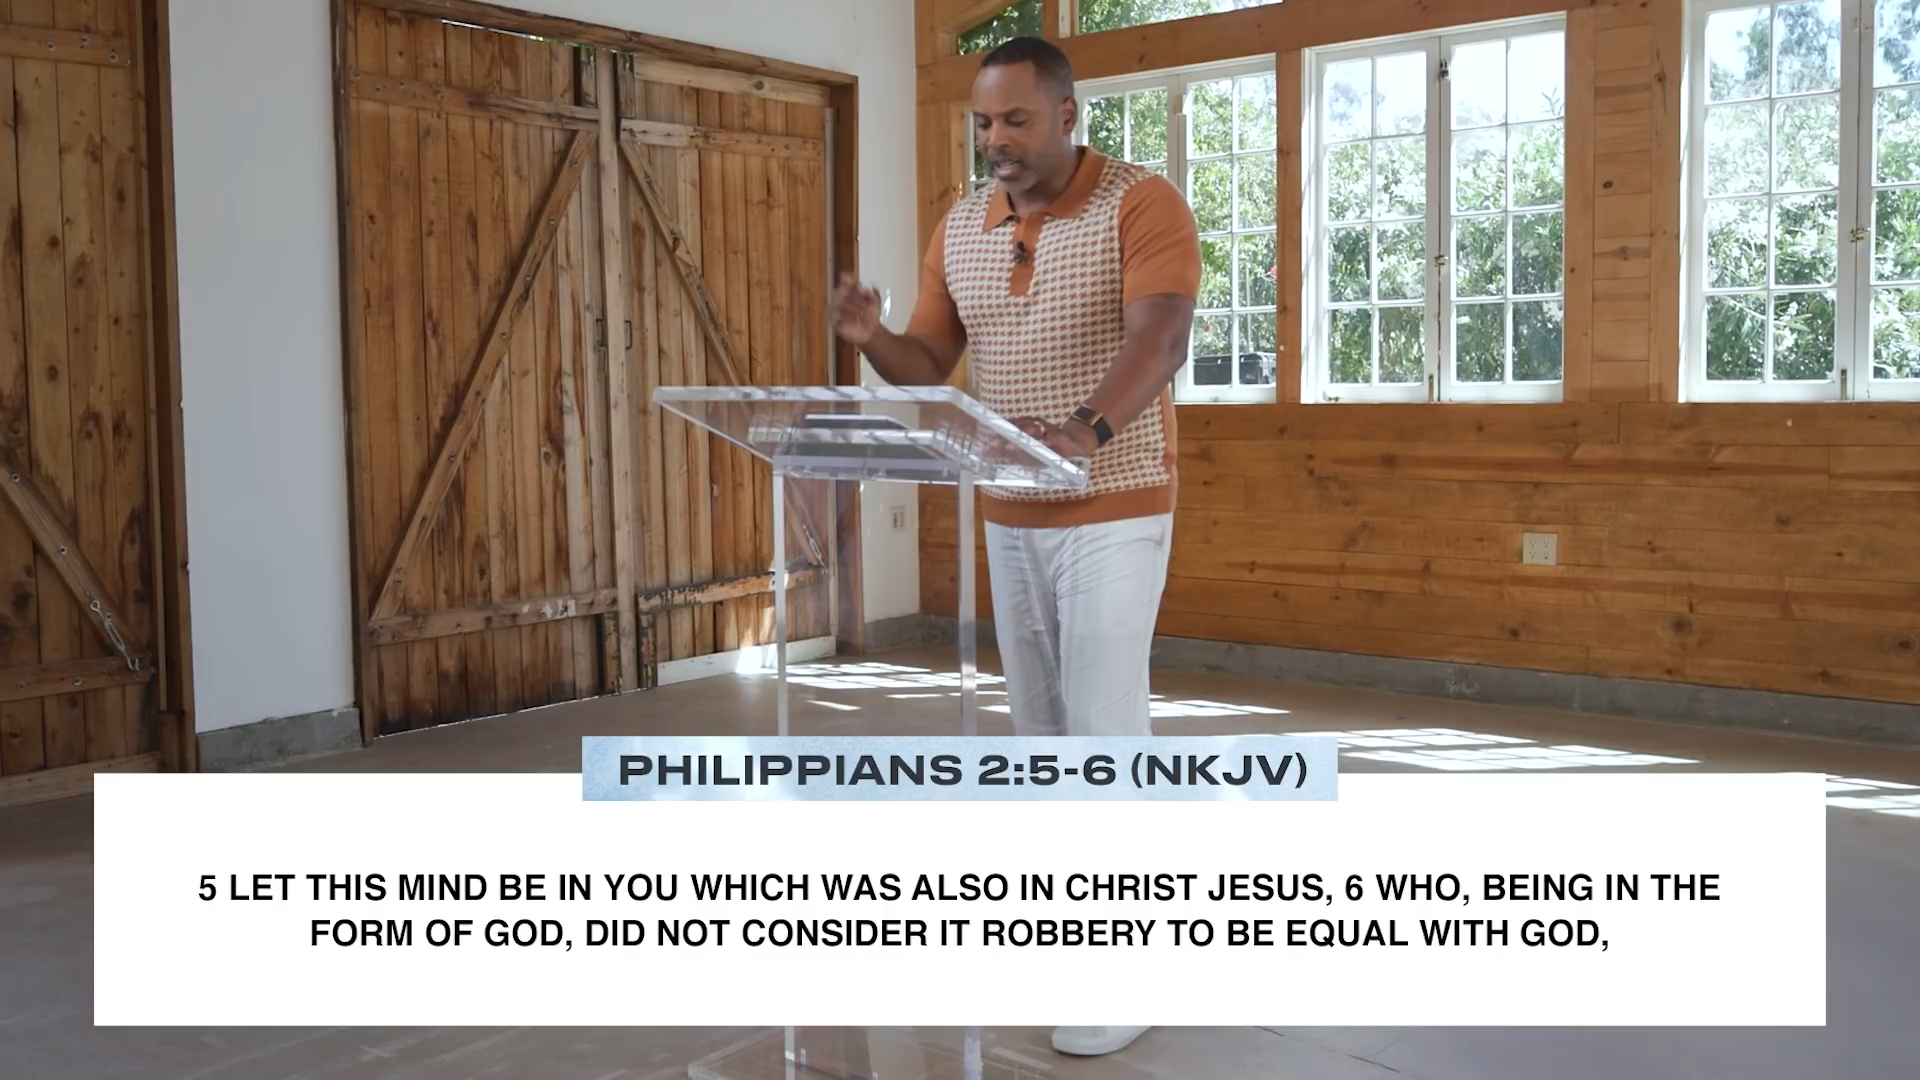 PHILIPPIANS 2:5-6 (NKJV)
5 LET THIS MIND BE IN YOU WHICH WAS ALSO IN CHRIST JESUS, 6 WHO, BEING IN THE
FORM OF GOD, DID NOT CONSIDER IT ROBBERY TO BE EQUAL WITH GOD,